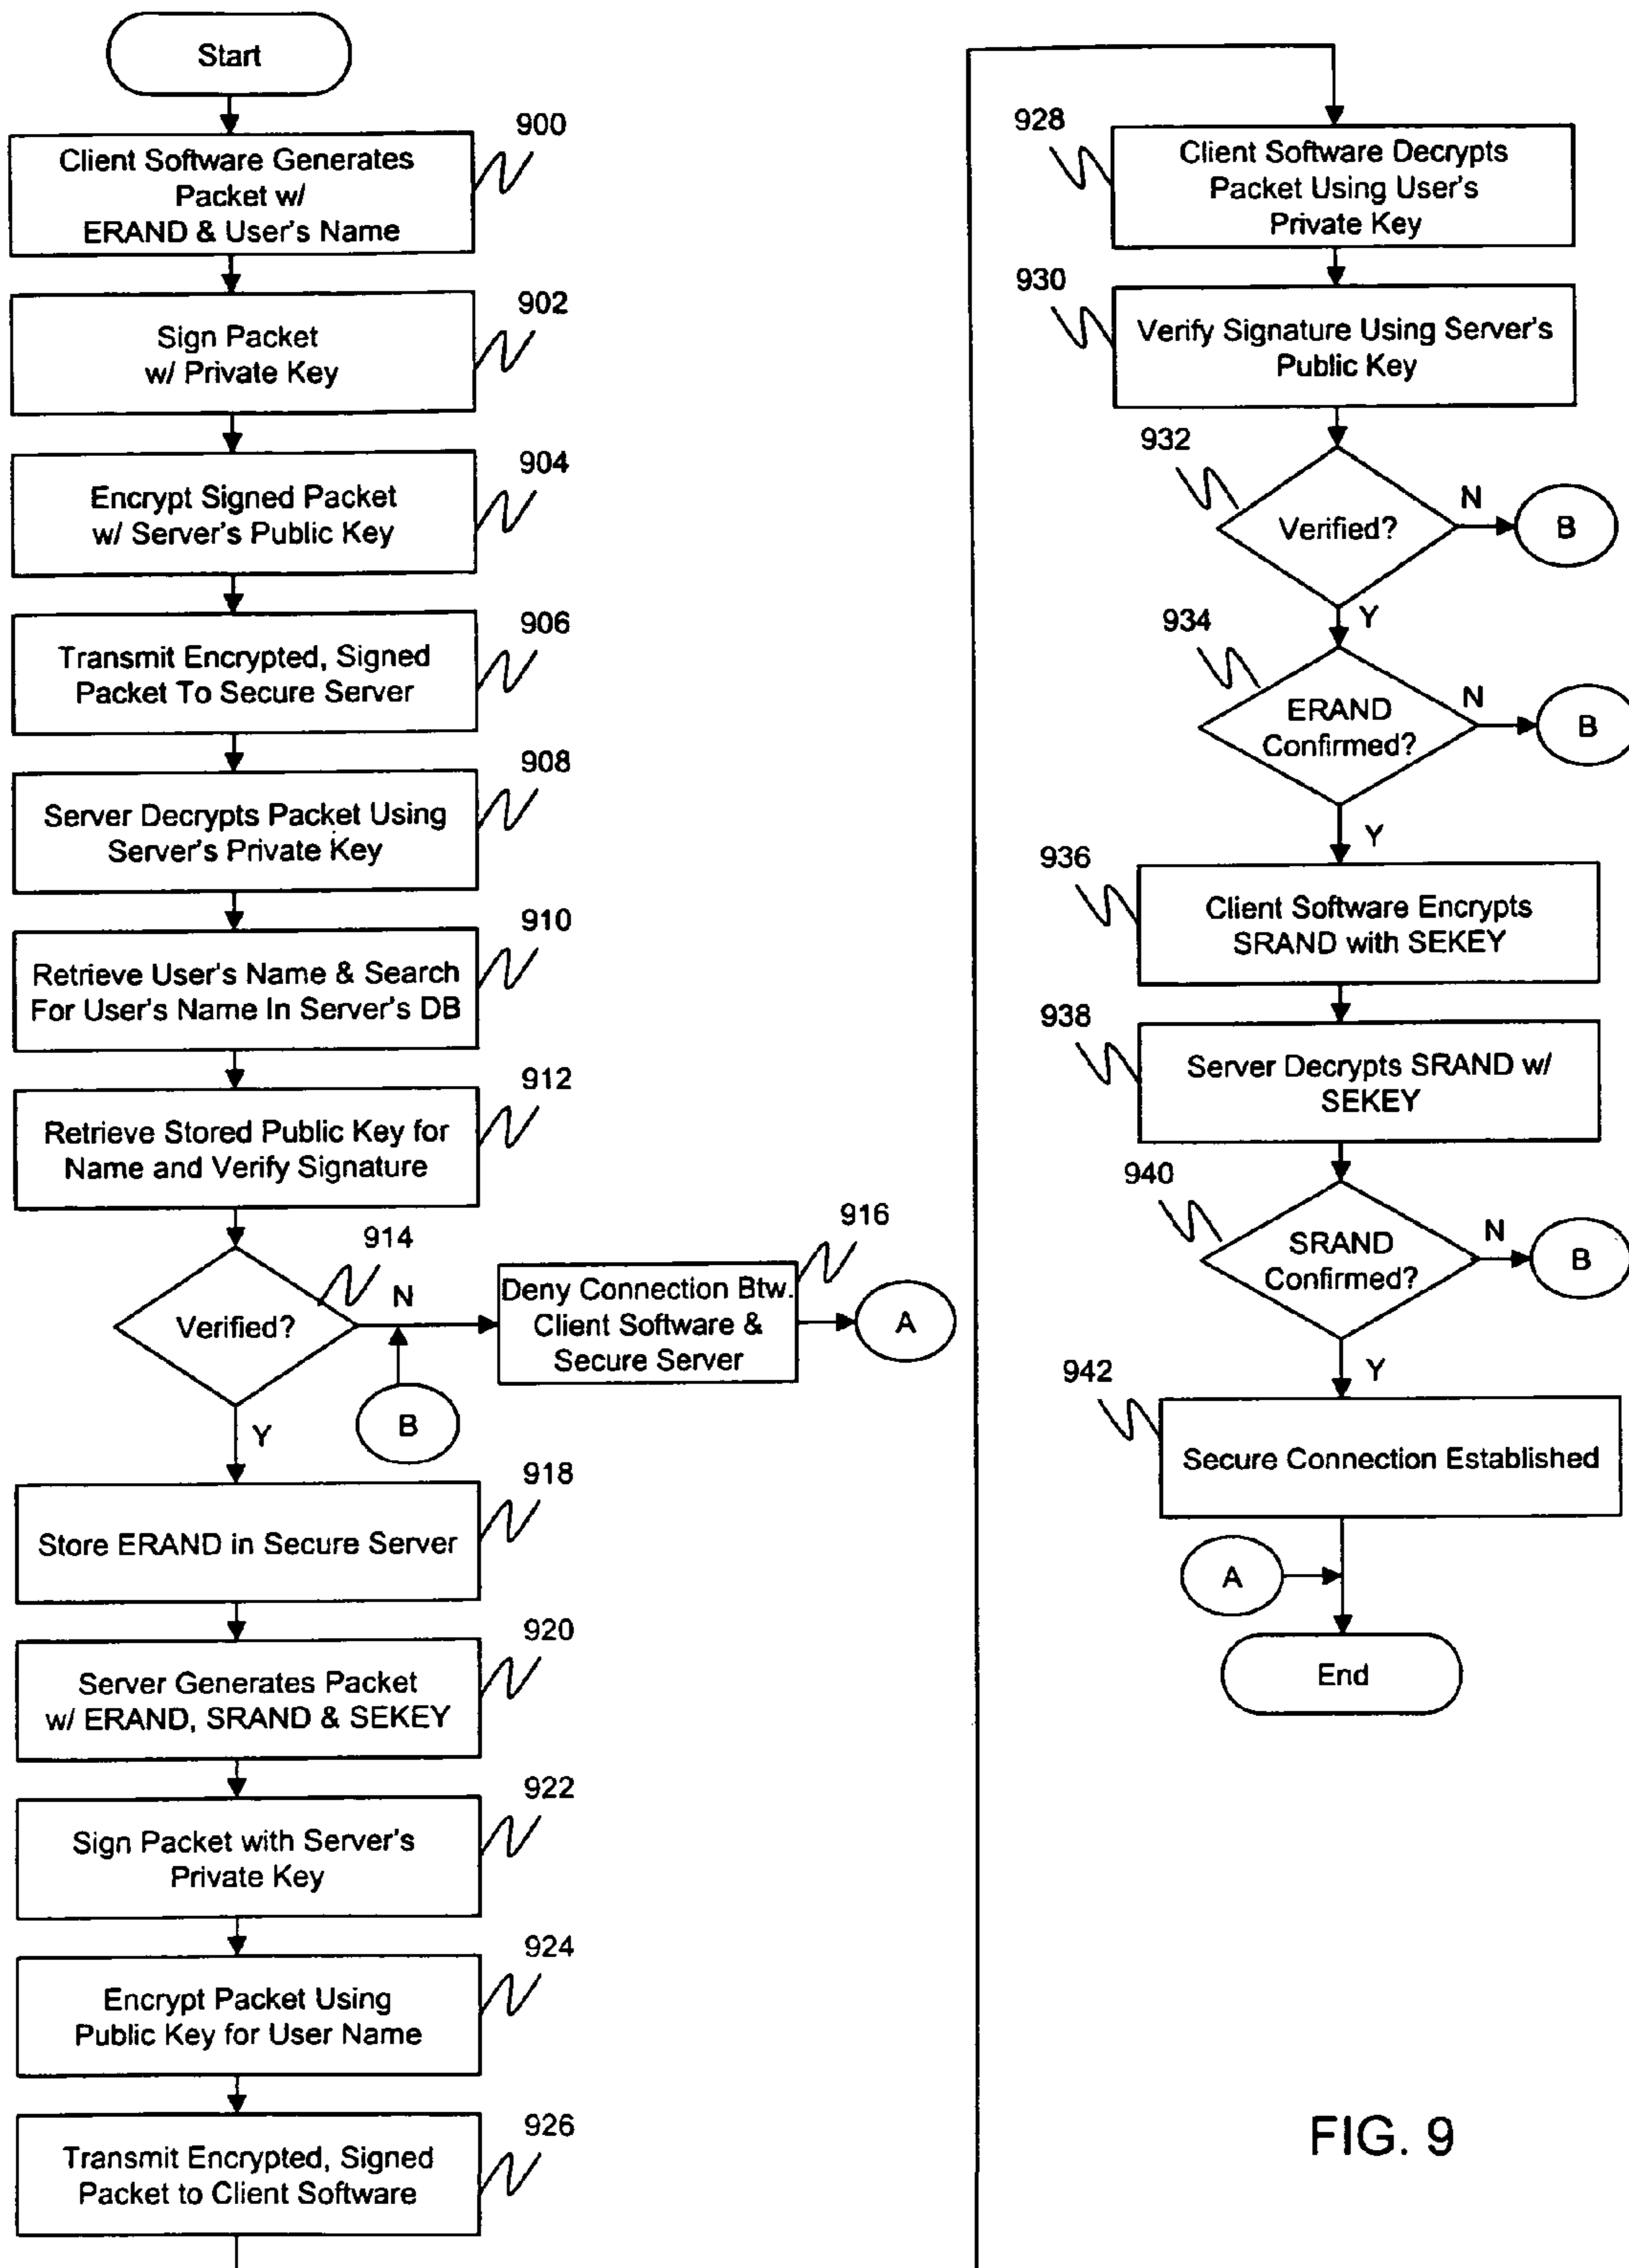 Start
900
Client Software Generates
Packet w/
ERAND & User's Name
902
Sign Packet
w/ Private Key
904
Encrypt Signed Packet
w/ Server's Public Key
906
Transmit Encrypted, Signed
Packet To Secure Server
908
Server Decrypts Packet Using
Server's Private Key
910
Retrieve User's Name & Search
For User's Name In Server's DB
912
Retrieve Stored Public Key for
Name and Verify Signature
914
Verified?
N
Y
B
916
Deny Connection Btw.
Client Software &
Secure Server
A
918
Store ERAND in Secure Server
920
Server Generates Packet
w/ ERAND, SRAND & SEKEY
922
Sign Packet with Server's
Private Key
924
Encrypt Packet Using
Public Key for User Name
926
Transmit Encrypted, Signed
Packet to Client Software
928
Client Software Decrypts
Packet Using User's
Private Key
930
Verify Signature Using Server's
Public Key
932
Verified?
N
B
Y
934
ERAND
Confirmed?
N
B
Y
936
Client Software Encrypts
SRAND with SEKEY
938
Server Decrypts SRAND w/
SEKEY
940
SRAND
Confirmed?
N
B
Y
942
Secure Connection Established
A
End
FIG. 9